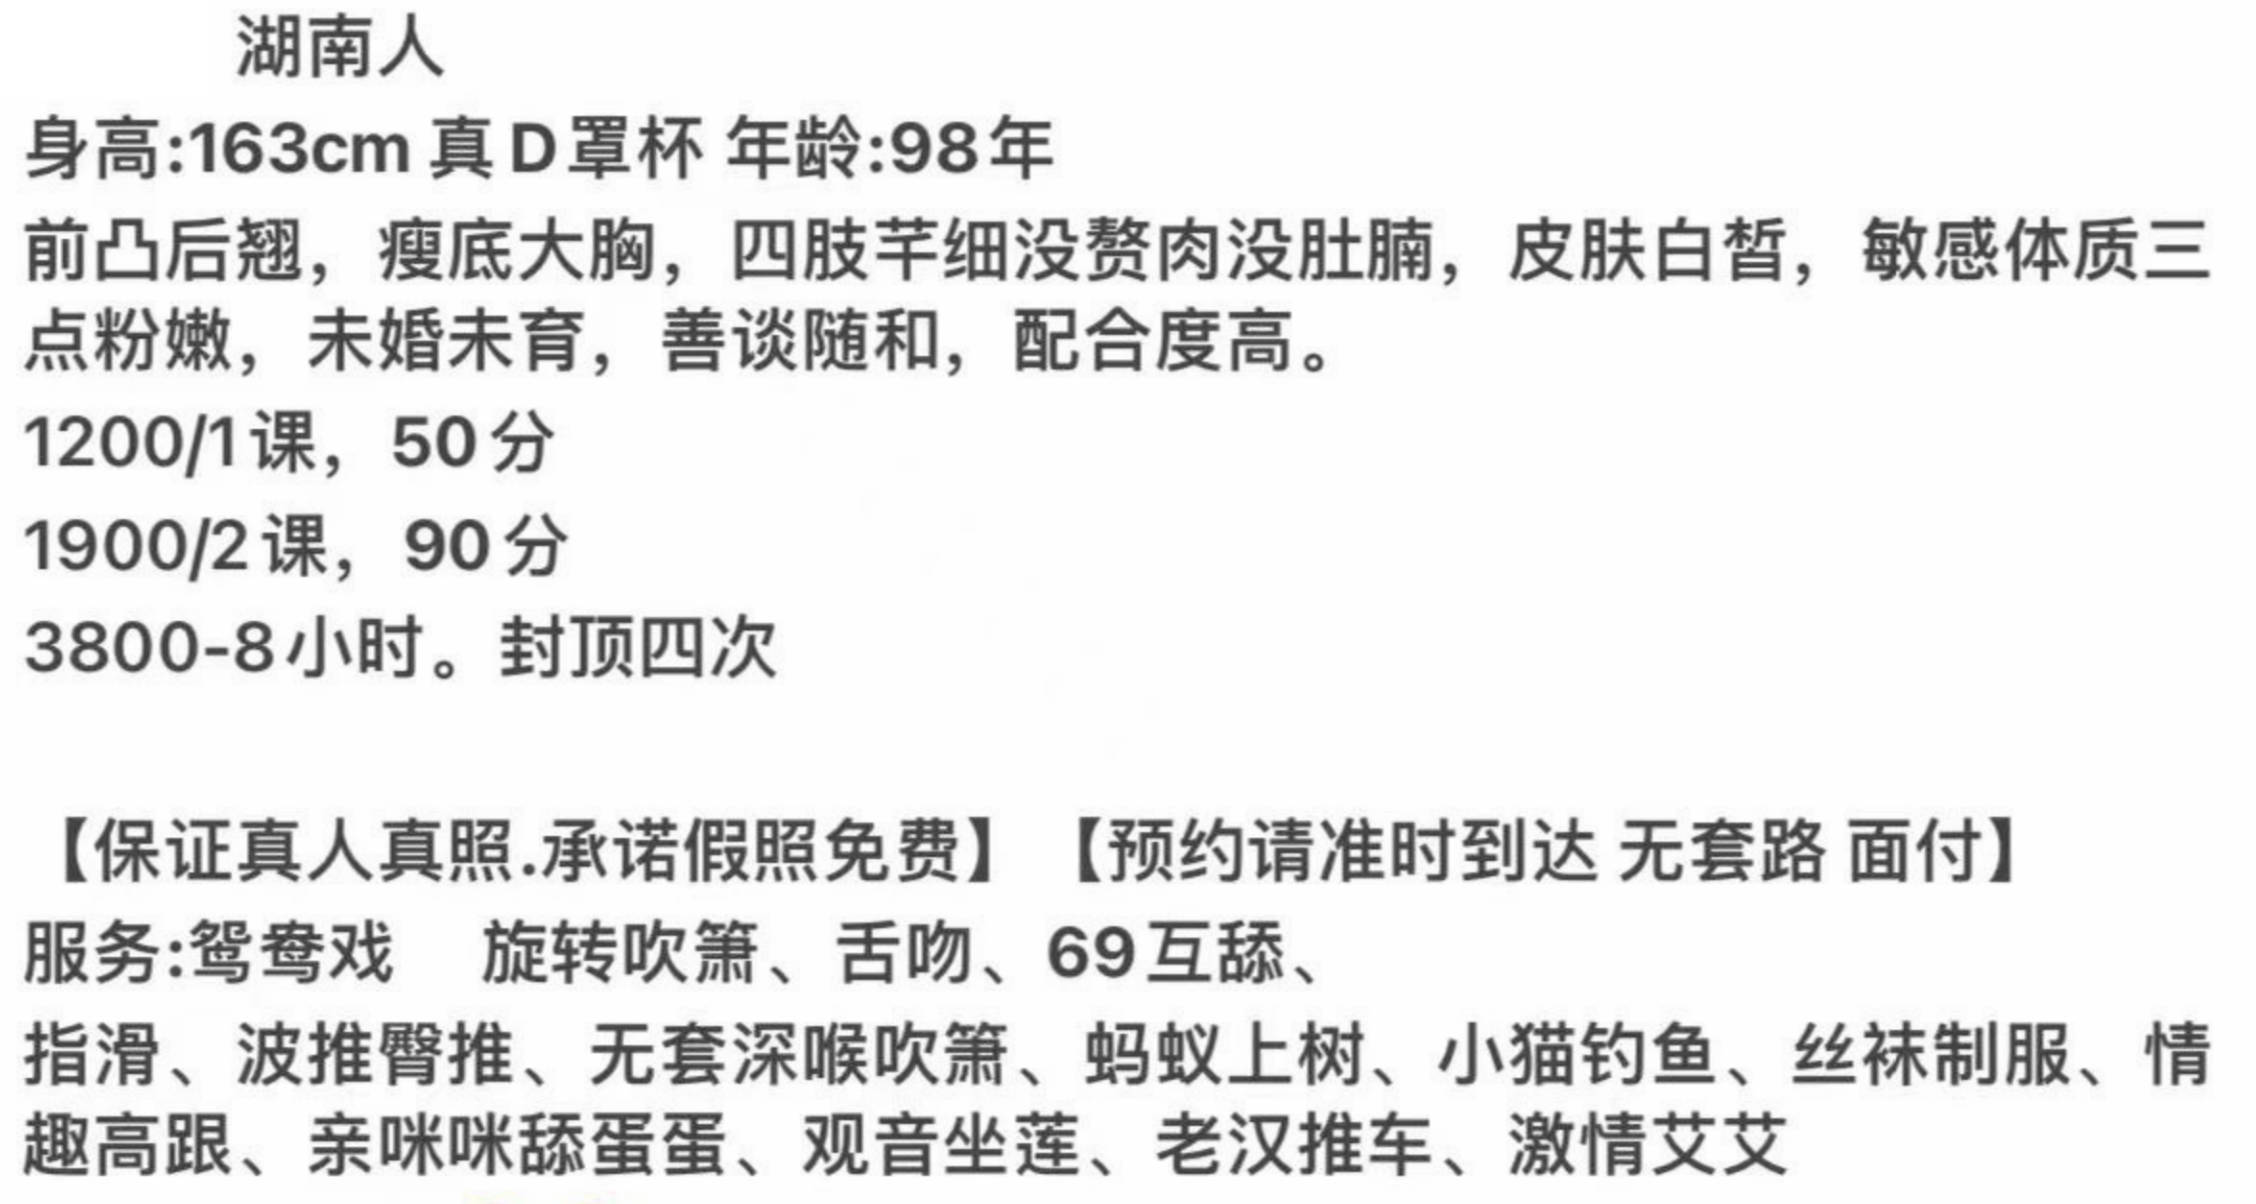 湖南人
身高:163cm 真D罩杯 年龄:98年
前凸后翘，瘦底大胸，四肢芊细没赘肉没肚腩，皮肤白皙，敏感体质三
点粉嫩，未婚未育，善谈随和，配合度高。
1200/1课，50分
1900/2课，90分
3800-8小时。封顶四次
【保证真人真照.承诺假照免费】【预约请准时到达 无套路 面付】
服务:鸳鸯戏 旋转吹箫、舌吻、69互舔、
指滑、波推臀推、无套深喉吹箫、蚂蚁上树、小猫钓鱼、丝袜制服、情
趣高跟、亲咪咪舔蛋蛋、观音坐莲、老汉推车、激情艾艾